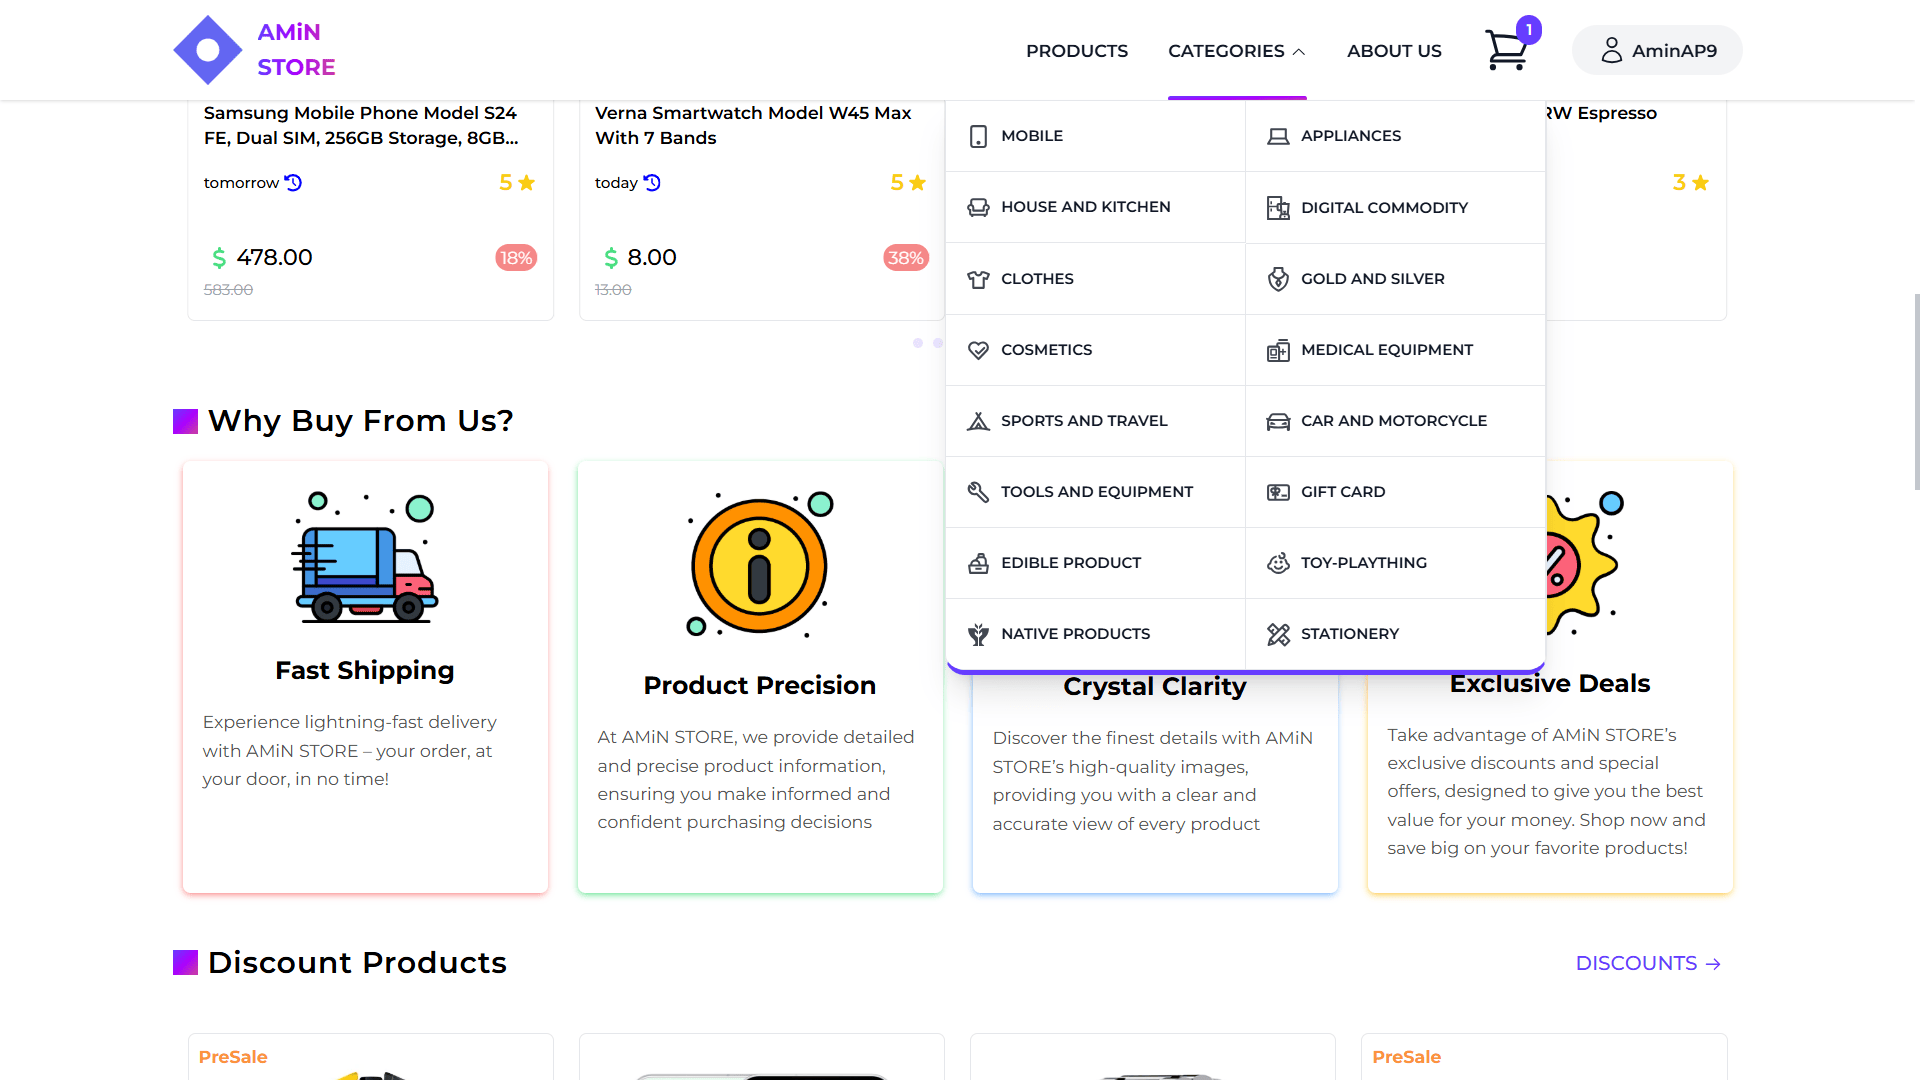 AMiN
STORE
PRODUCTS
CATEGORIES
ABOUT US
1
AminAP9
Samsung Mobile Phone Model S24
FE, Dual SIM, 256GB Storage, 8GB...
tomorrow
5
$ 478.00
18%
583.00
Verna Smartwatch Model W45 Max
With 7 Bands
today
5
$ 8.00
38%
13.00
RW Espresso
3
MOBILE
APPLIANCES
HOUSE AND KITCHEN
DIGITAL COMMODITY
CLOTHES
GOLD AND SILVER
COSMETICS
MEDICAL EQUIPMENT
SPORTS AND TRAVEL
CAR AND MOTORCYCLE
TOOLS AND EQUIPMENT
GIFT CARD
EDIBLE PRODUCT
TOY-PLAYTHING
NATIVE PRODUCTS
STATIONERY
Why Buy From Us?
Fast Shipping
Experience lightning-fast delivery
with AMiN STORE – your order, at
your door, in no time!
Product Precision
At AMiN STORE, we provide detailed
and precise product information,
ensuring you make informed and
confident purchasing decisions
Crystal Clarity
Discover the finest details with AMiN
STORE’s high-quality images,
providing you with a clear and
accurate view of every product
Exclusive Deals
Take advantage of AMiN STORE’s
exclusive discounts and special
offers, designed to give you the best
value for your money. Shop now and
save big on your favorite products!
Discount Products
DISCOUNTS →
PreSale
PreSale